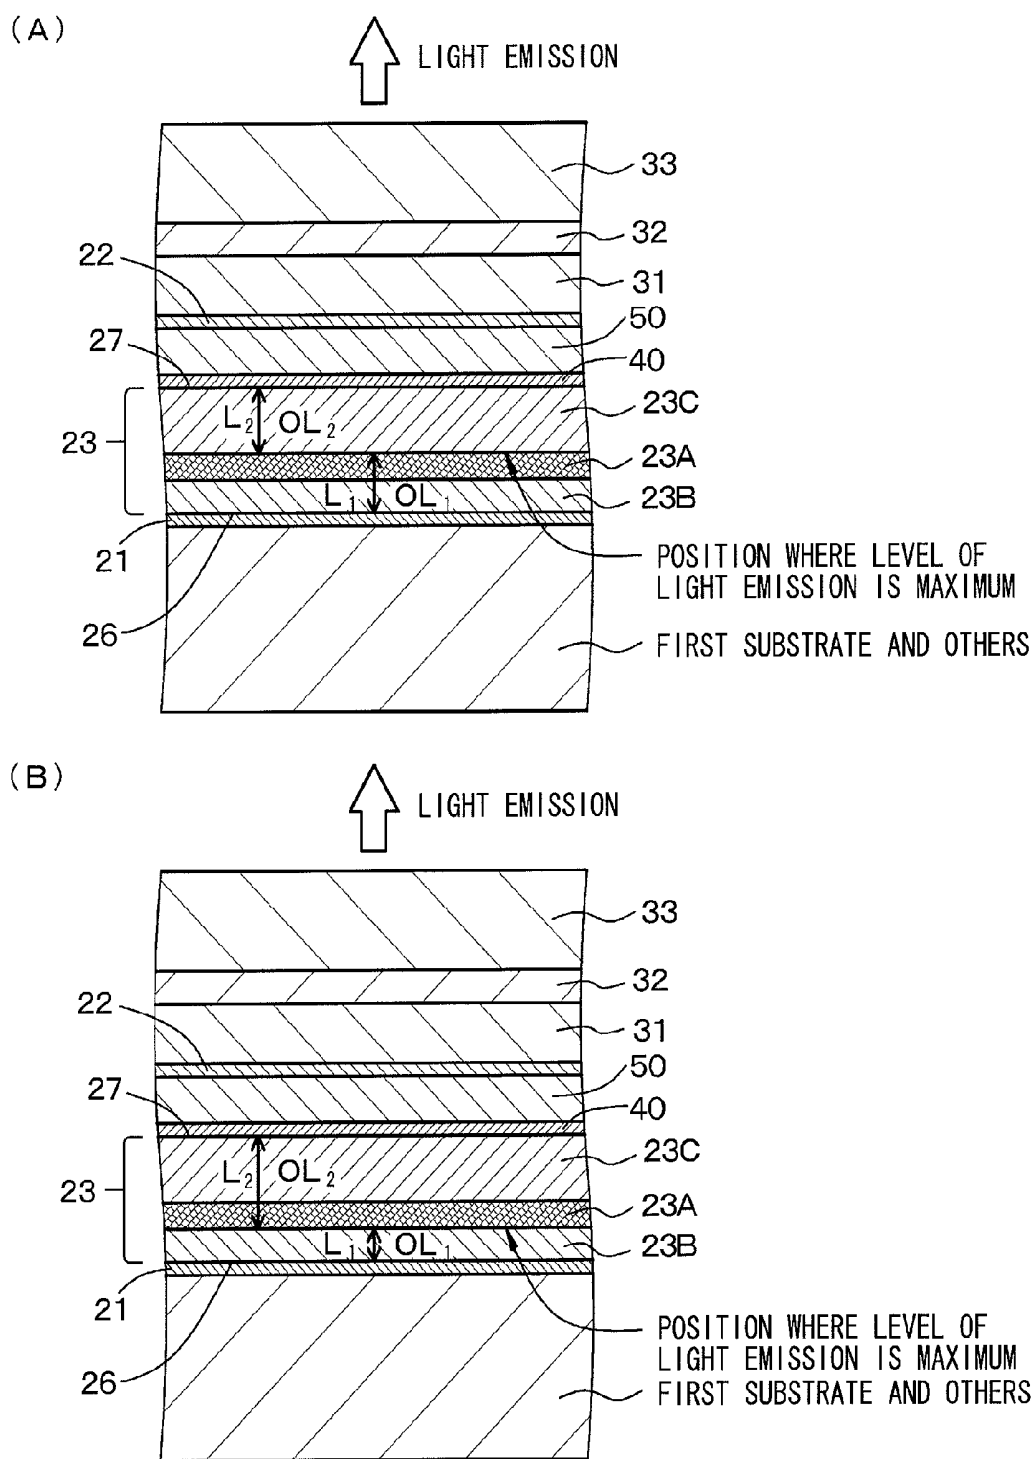 (A)
LIGHT EMISSION
33
32
22
31
27
50
40
23C
L2 OL2
23
23A
L1 OL1
23B
21
POSITION WHERE LEVEL OF
LIGHT EMISSION IS MAXIMUM
26
FIRST SUBSTRATE AND OTHERS
(B)
LIGHT EMISSION
33
32
22
31
50
27
40
23C
L2 OL2
23
23A
L1 OL1
23B
21
POSITION WHERE LEVEL OF
LIGHT EMISSION IS MAXIMUM
26
FIRST SUBSTRATE AND OTHERS